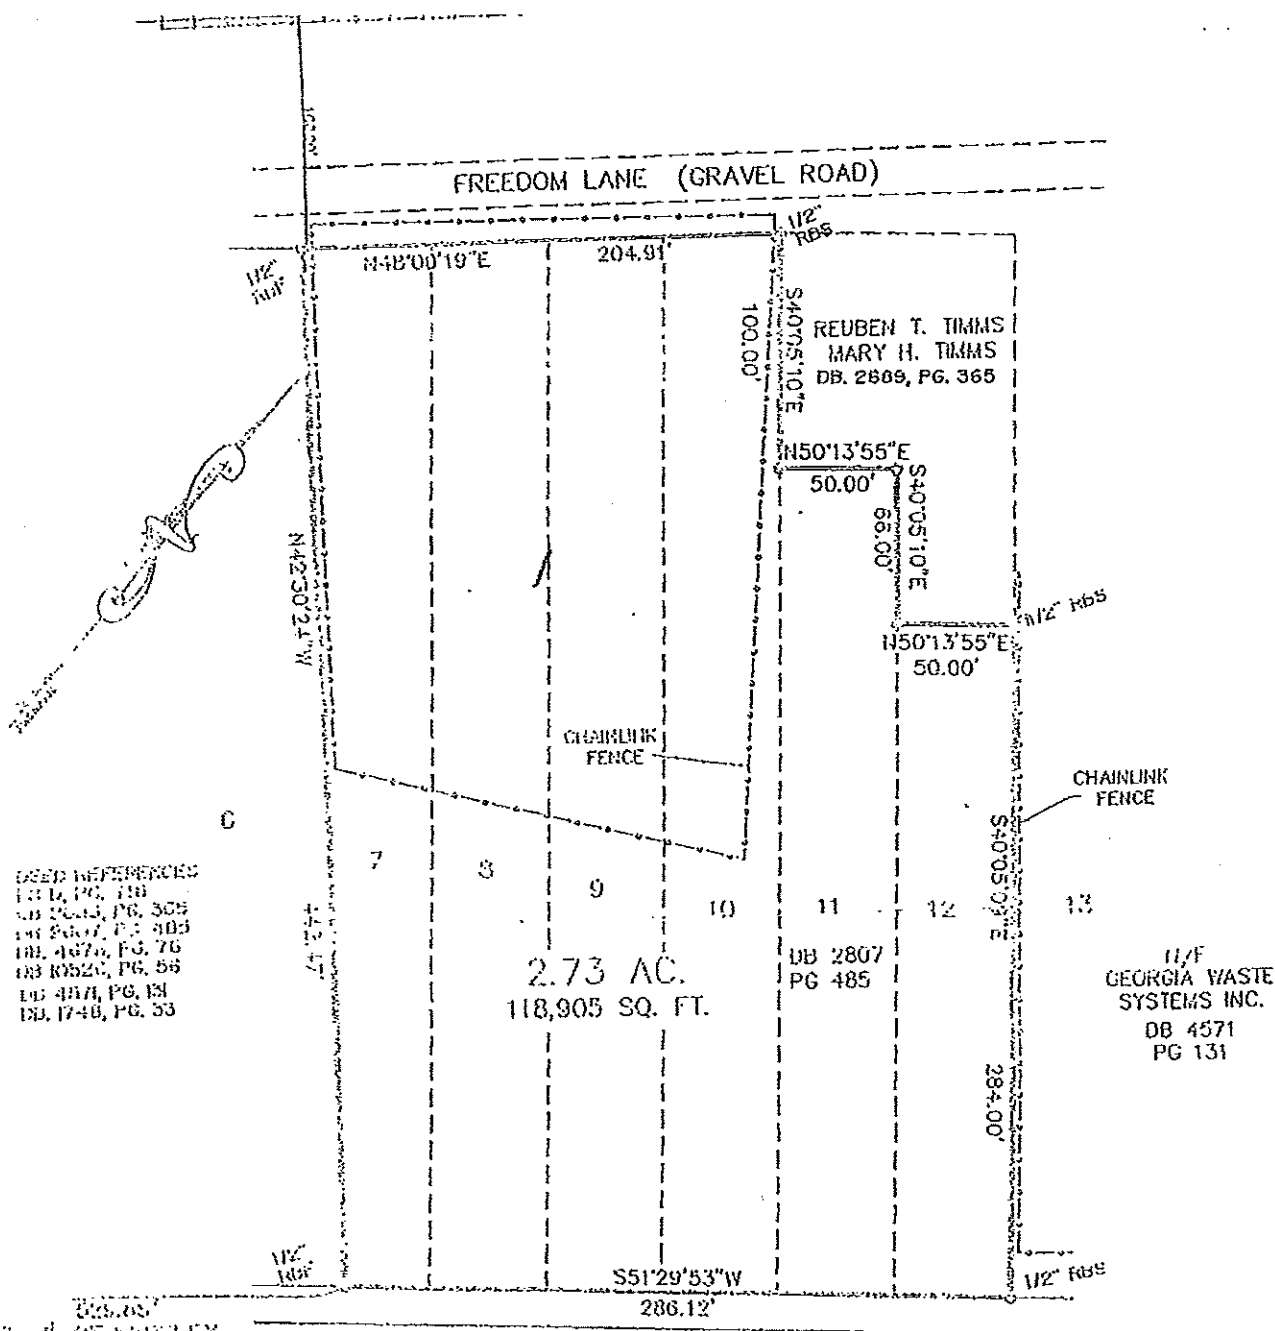 FREEDOM LANE (GRAVEL ROAD)
1/2"
RBS
1/2"
N48°00'19"E
204.91'
S40°05'10"E
100.00'
REUBEN T. TIMMS
MARY H. TIMMS
DB. 2889, PG. 365
N50°13'55"E
50.00'
S40°05'10"E
66.00'
1/2" RBS
N50°13'55"E
50.00'
N42°30'24"W
CHAINLINK
FENCE
CHAINLINK
FENCE
S40°05'09"E
7
8
9
10
11
12
13
DEED REFERENCES
DB 2807
PG 485
2.73 AC.
118,905 SQ. FT.
N/F
GEORGIA WASTE
SYSTEMS INC.
DB 4571
PG 131
284.00'
1/2"
RBF
S51°29'53"W
286.12'
1/2" RBS